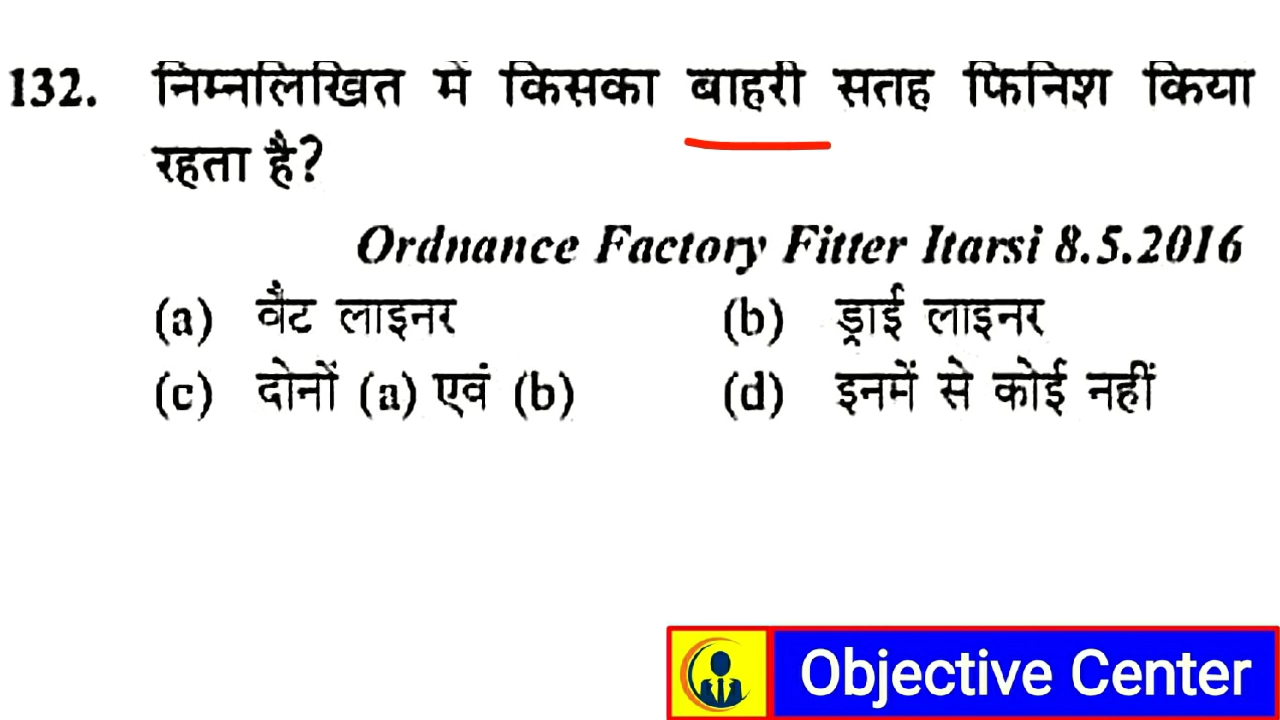 132. निम्नलिखित में किसका बाहरी सतह फिनिश किया
रहता है?
Ordnance Factory Fitter Itarsi 8.5.2016
(a) वैट लाइनर (b) ड्राई लाइनर
(c) दोनों (a) एवं (b) (d) इनमें से कोई नहीं
Objective Center